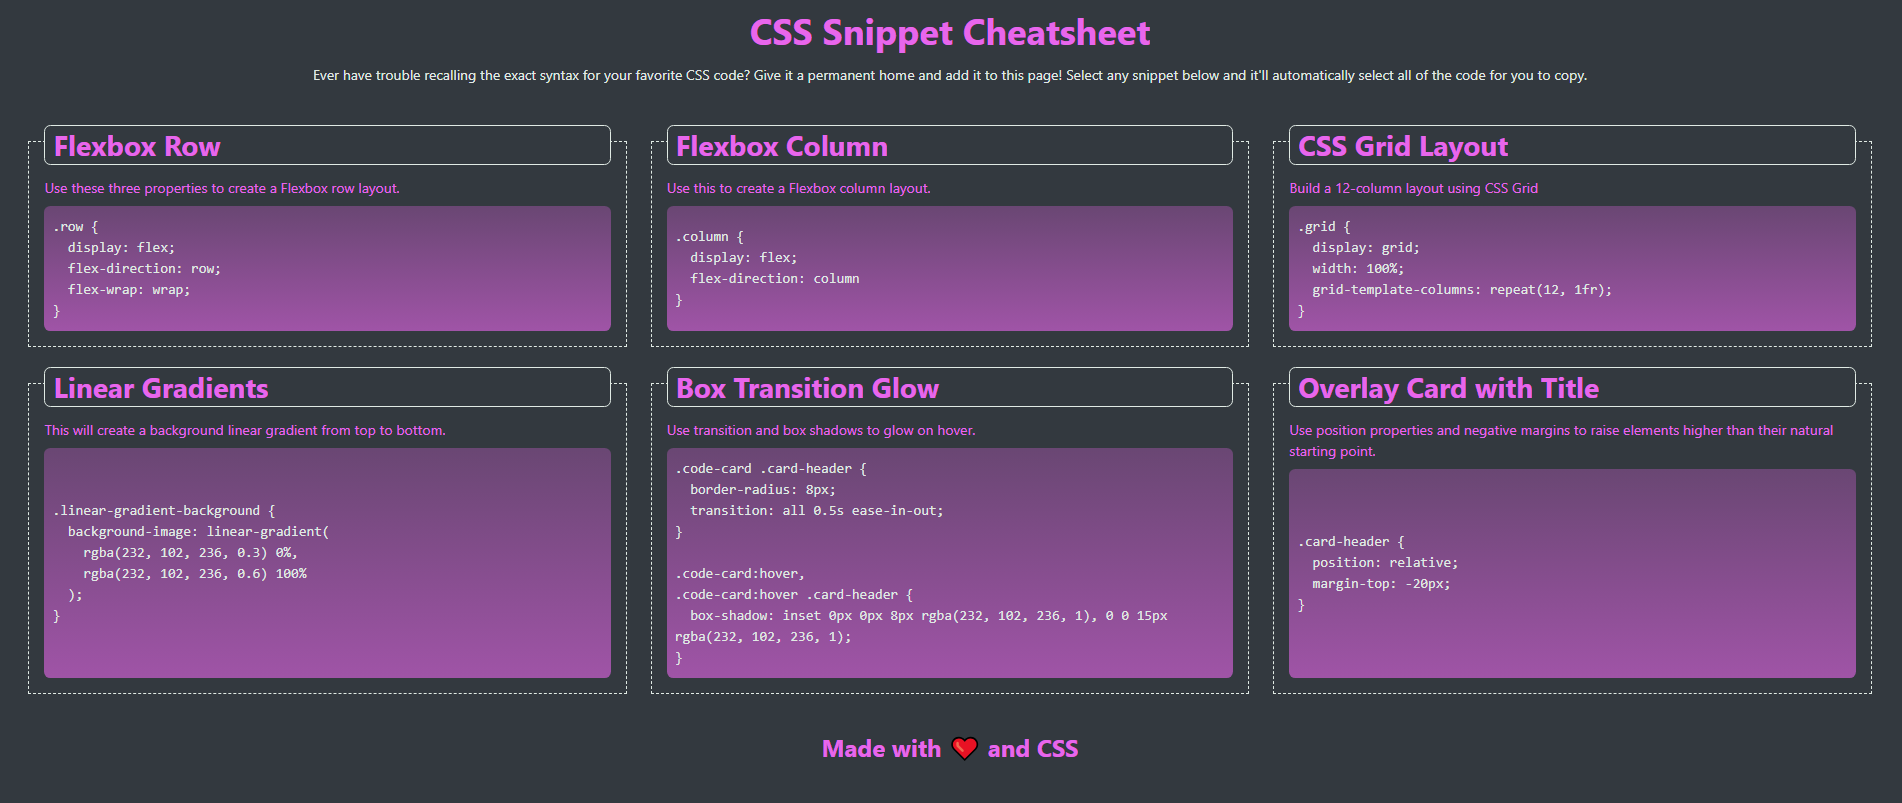 CSS Snippet Cheatsheet
Ever have trouble recalling the exact syntax for your favorite CSS code? Give it a permanent home and add it to this page! Select any snippet below and it'll automatically select all of the code for you to copy.
Flexbox Row
Use these three properties to create a Flexbox row layout.
.row {
  display: flex;
  flex-direction: row;
  flex-wrap: wrap;
}
Flexbox Column
Use this to create a Flexbox column layout.
.column {
  display: flex;
  flex-direction: column
}
CSS Grid Layout
Build a 12-column layout using CSS Grid
.grid {
  display: grid;
  width: 100%;
  grid-template-columns: repeat(12, 1fr);
}
Linear Gradients
This will create a background linear gradient from top to bottom.
.linear-gradient-background {
  background-image: linear-gradient(
    rgba(232, 102, 236, 0.3) 0%,
    rgba(232, 102, 236, 0.6) 100%
  );
}
Box Transition Glow
Use transition and box shadows to glow on hover.
.code-card .card-header {
  border-radius: 8px;
  transition: all 0.5s ease-in-out;
}
.code-card:hover,
.code-card:hover .card-header {
  box-shadow: inset 0px 0px 8px rgba(232, 102, 236, 1), 0 0 15px
rgba(232, 102, 236, 1);
}
Overlay Card with Title
Use position properties and negative margins to raise elements higher than their natural
starting point.
.card-header {
  position: relative;
  margin-top: -20px;
}
Made with ❤️ and CSS